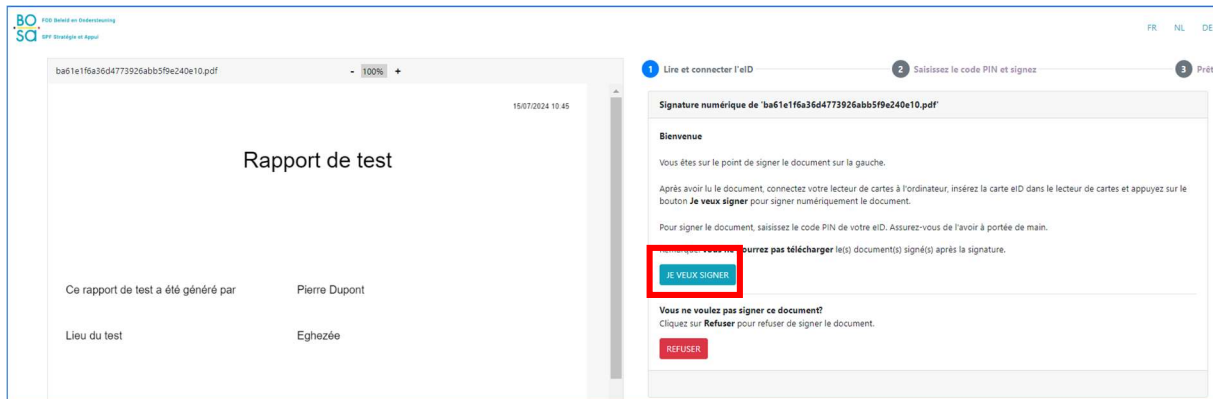 BOSA
FOD Beleid en Ondersteuning
SPF Stratégie et Appui
FR NL DE
ba61e1f6a36d4773926abb5f9e240e10.pdf
- 100% +
15/07/2024 10.45
Rapport de test
Ce rapport de test a été généré par Pierre Dupont
Lieu du test Eghezée
1 Lire et connecter l'eID
2 Saisissez le code PIN et signez
3 Prêt
Signature numérique de 'ba61e1f6a36d4773926abb5f9e240e10.pdf'
Bienvenue
Vous êtes sur le point de signer le document sur la gauche.
Après avoir lu le document, connectez votre lecteur de cartes à l'ordinateur, insérez la carte eID dans le lecteur de cartes et appuyez sur le
bouton Je veux signer pour signer numériquement le document.
Pour signer le document, saisissez le code PIN de votre eID. Assurez-vous de l'avoir à portée de main.
pourrez pas télécharger le(s) document(s) signé(s) après la signature.
JE VEUX SIGNER
Vous ne voulez pas signer ce document?
Cliquez sur Refuser pour refuser de signer le document.
REFUSER